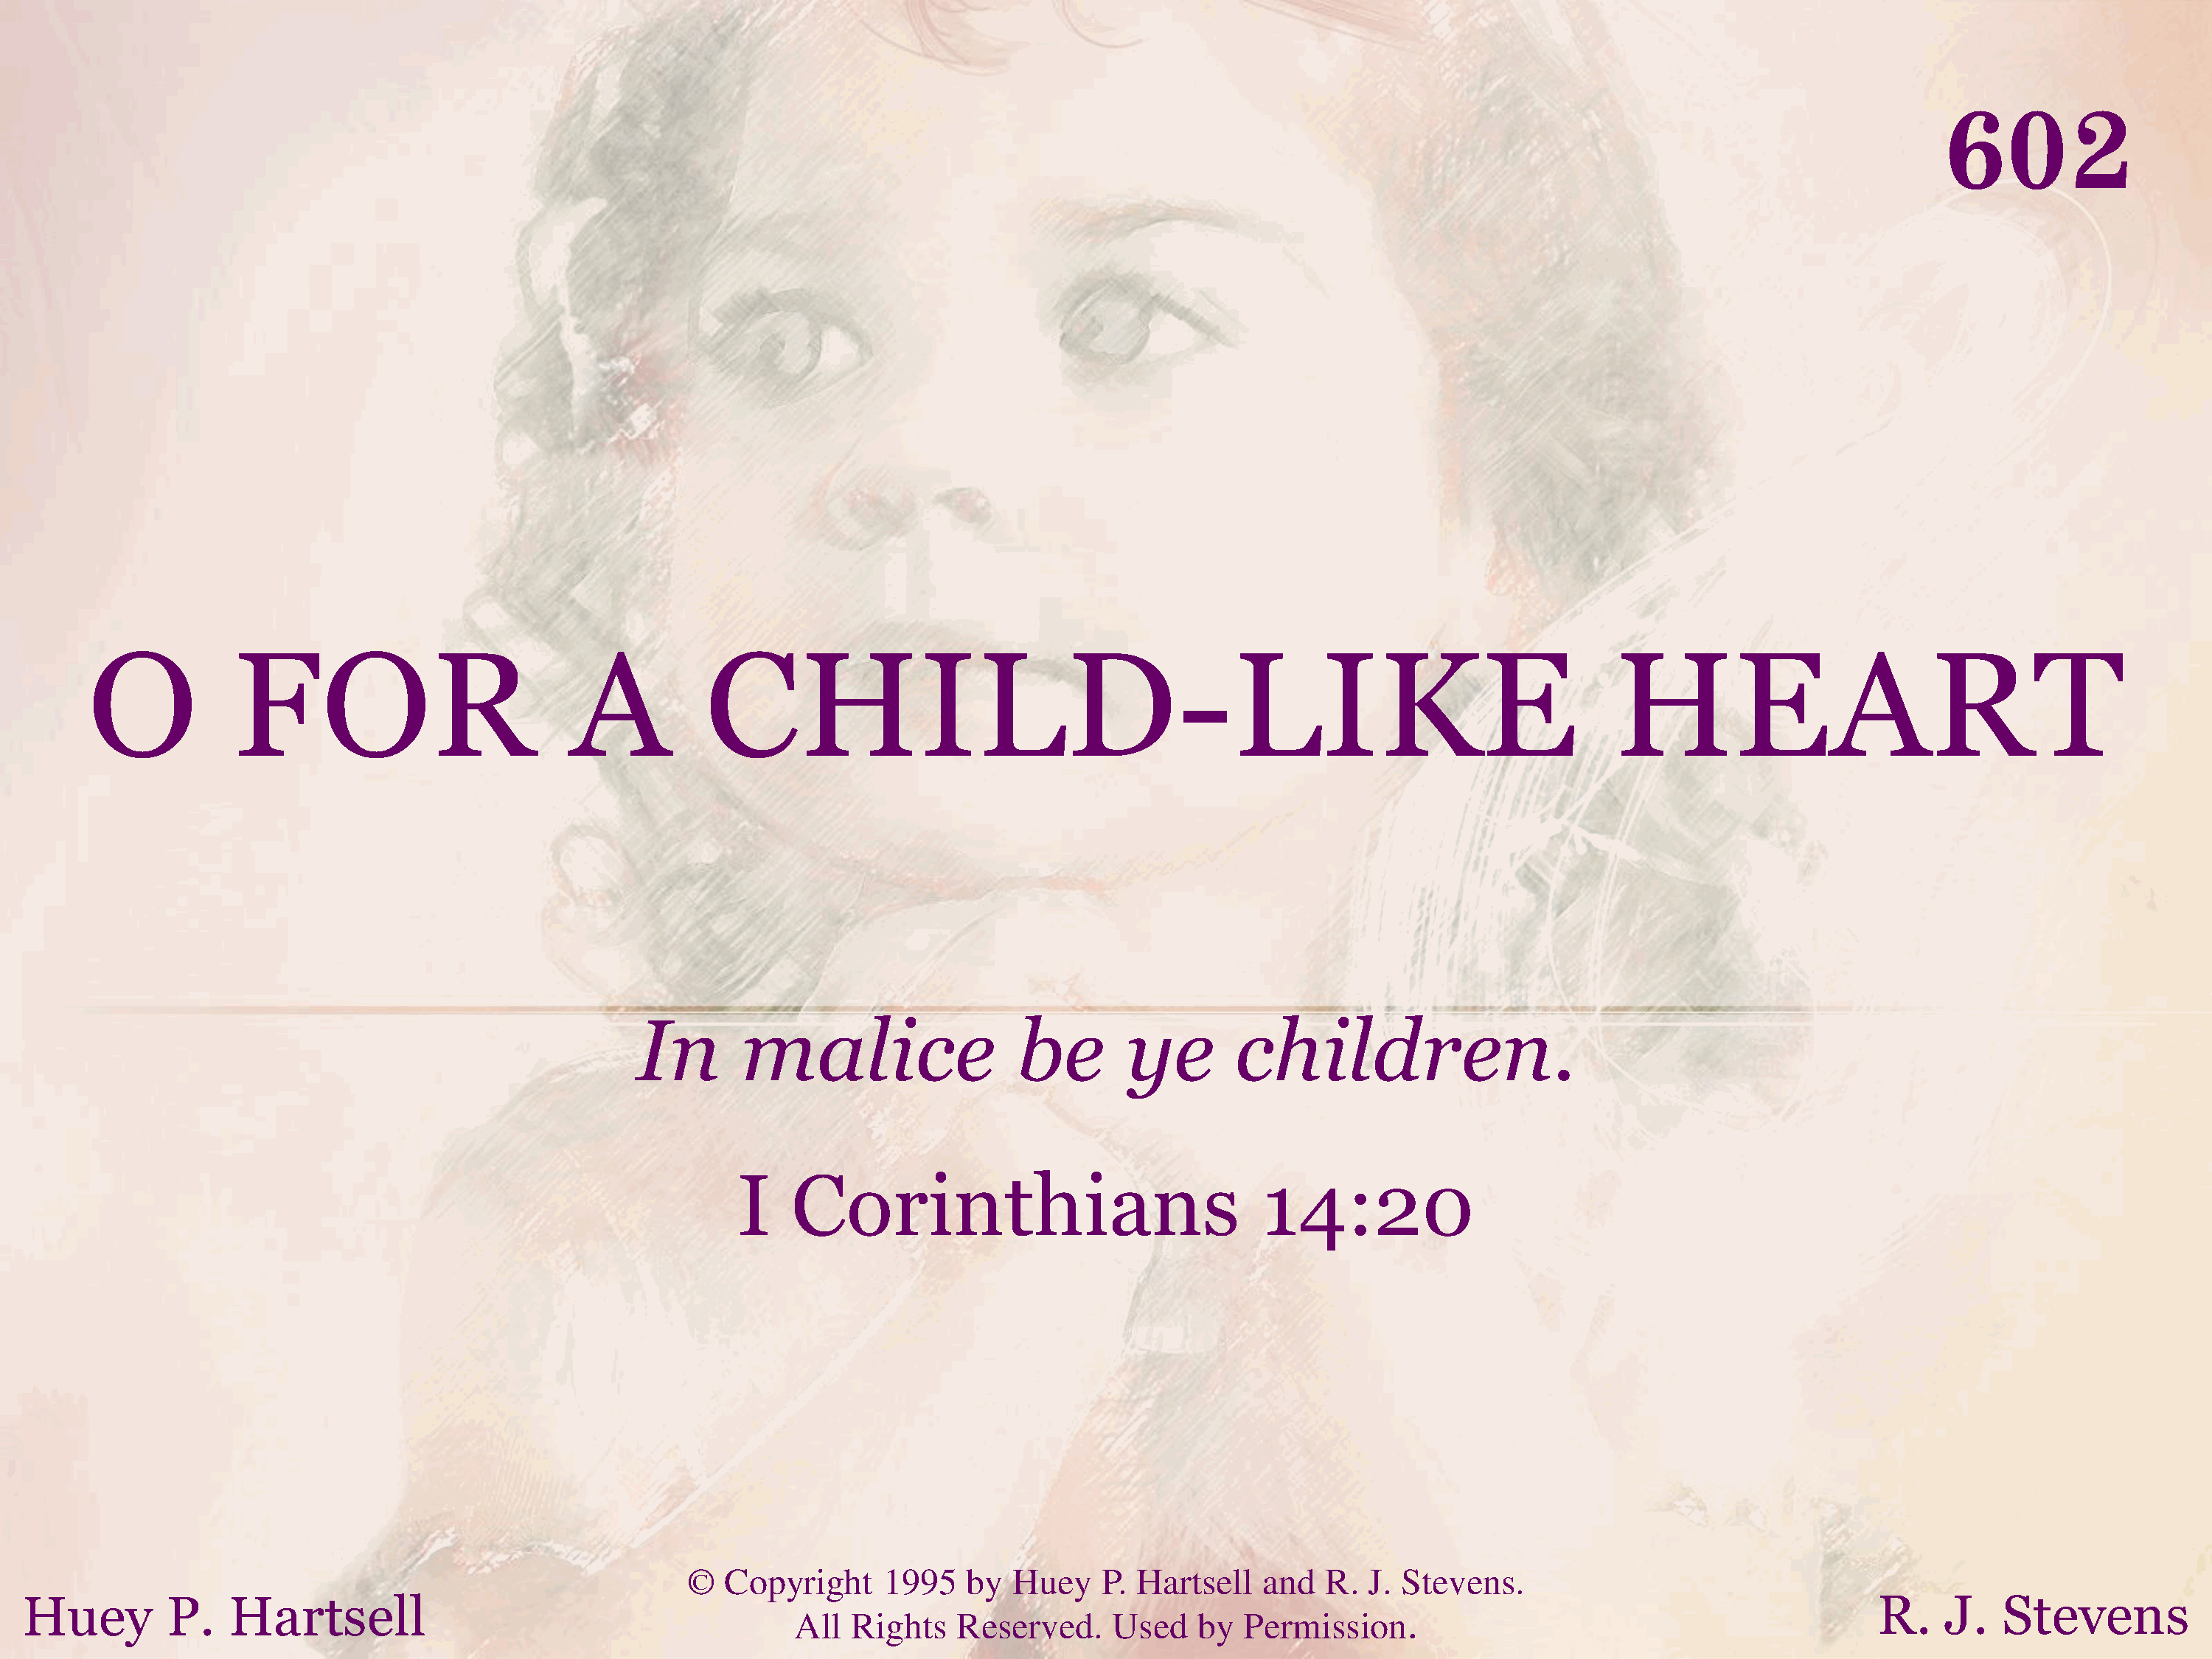 602
O FOR A CHILD-LIKE HEART
In malice be ye children.
I Corinthians 14:20
© Copyright 1995 by Huey P. Hartsell and R. J. Stevens.
All Rights Reserved. Used by Permission.
Huey P. Hartsell
R. J. Stevens